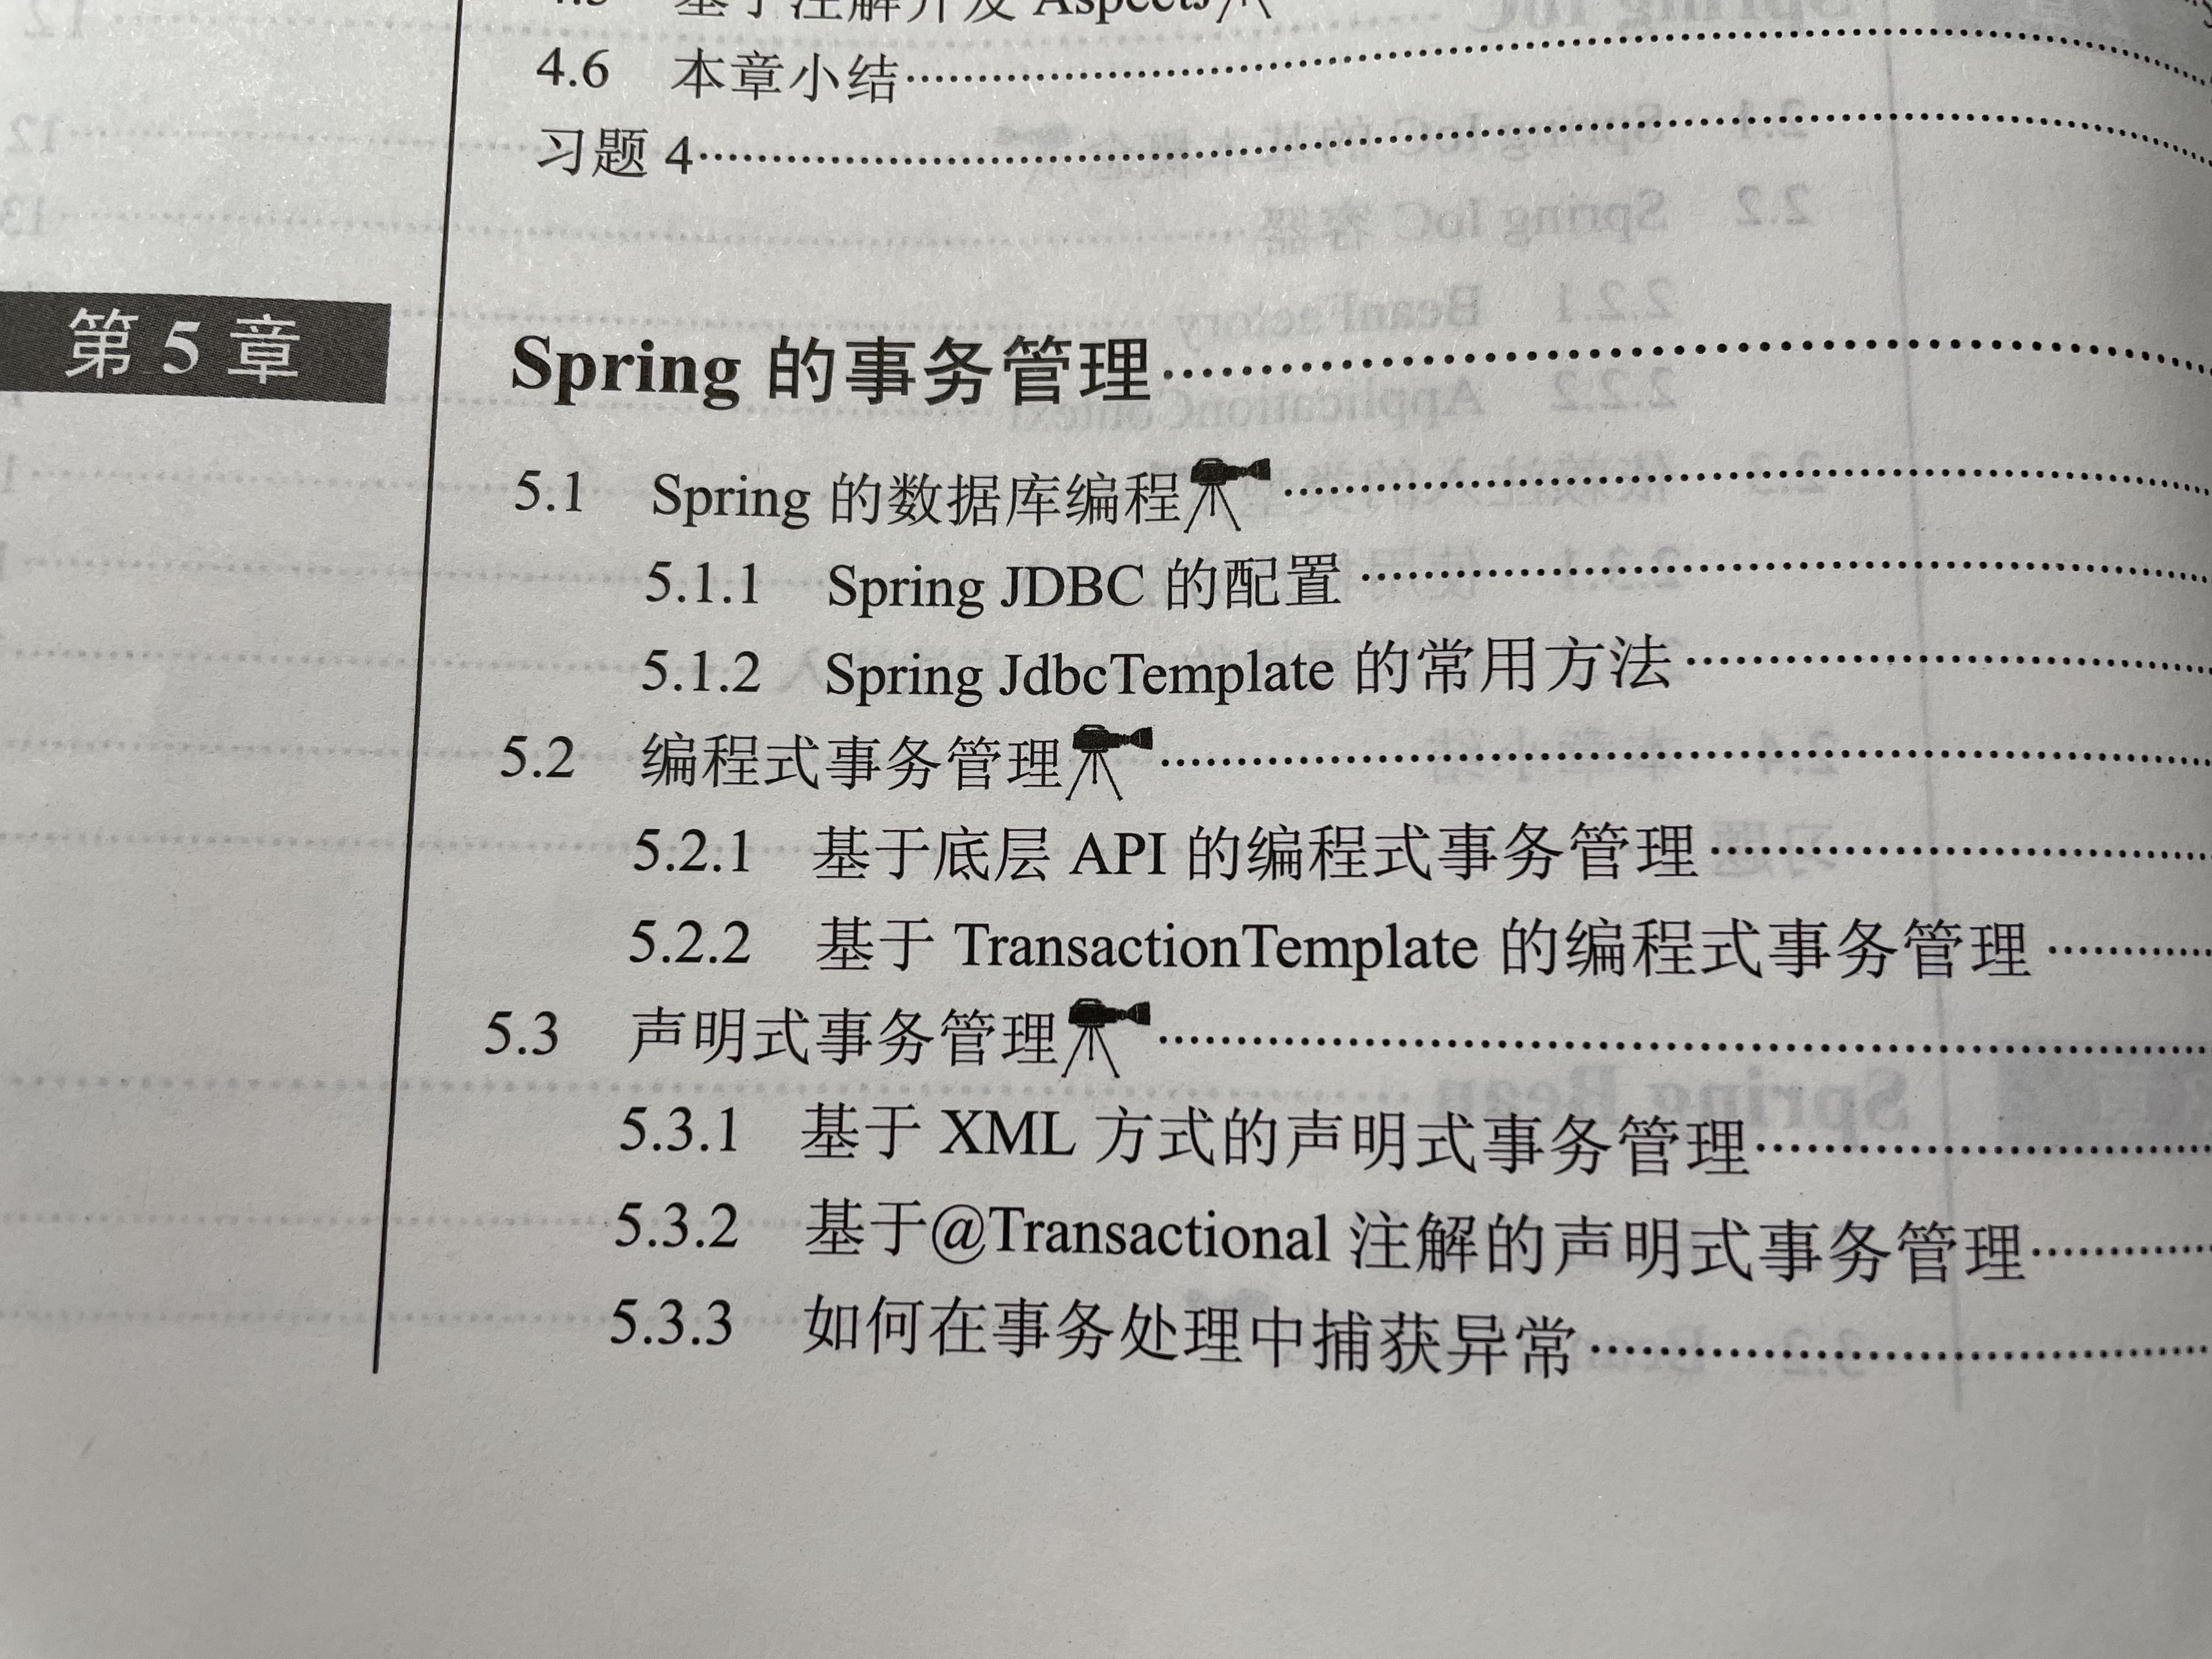 4.5 基于注解开发 AspectJ
4.6 本章小结
习题 4
第 5 章 Spring 的事务管理
5.1 Spring 的数据库编程
5.1.1 Spring JDBC 的配置
5.1.2 Spring JdbcTemplate 的常用方法
5.2 编程式事务管理
5.2.1 基于底层 API 的编程式事务管理
5.2.2 基于 TransactionTemplate 的编程式事务管理
5.3 声明式事务管理
5.3.1 基于 XML 方式的声明式事务管理
5.3.2 基于@Transactional 注解的声明式事务管理
5.3.3 如何在事务处理中捕获异常